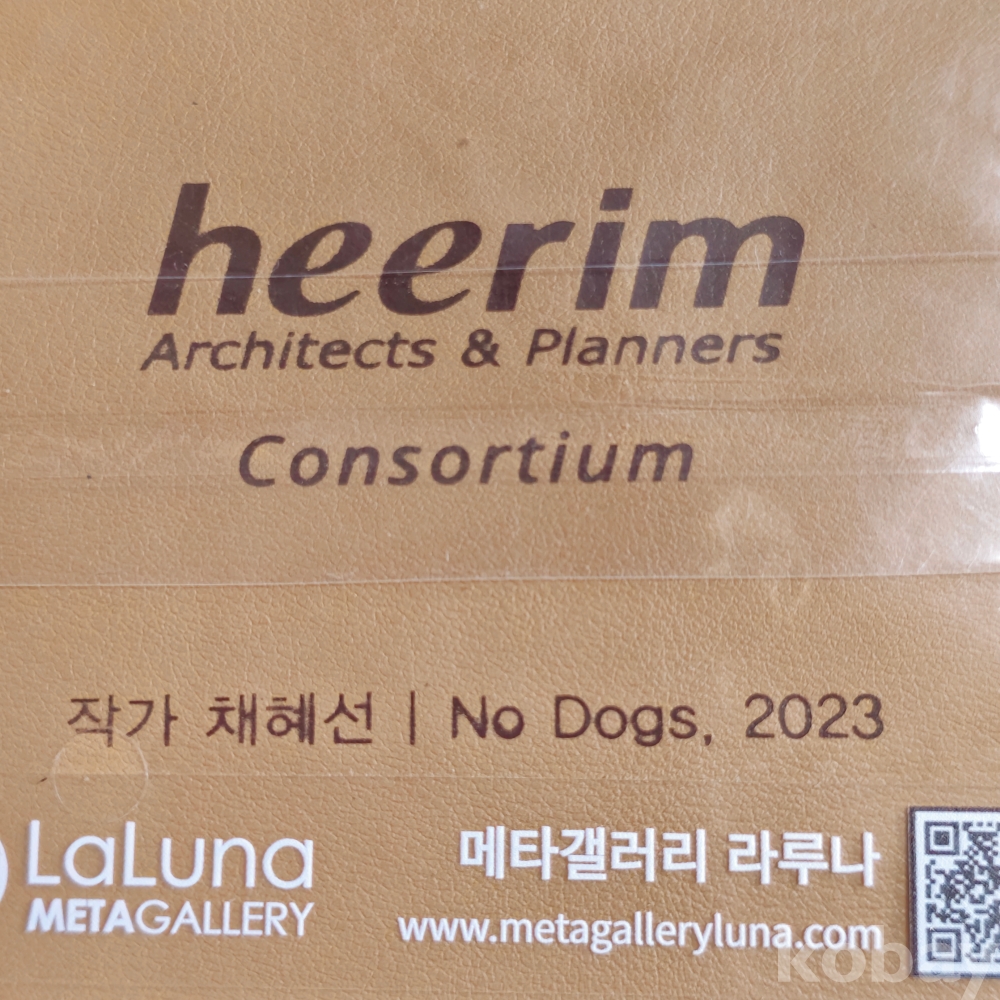 heerim
Architects & Planners
Consortium
작가 채혜선 | No Dogs, 2023
LaLuna
METAGALLERY
메타갤러리 라루나
www.metagalleryluna.com